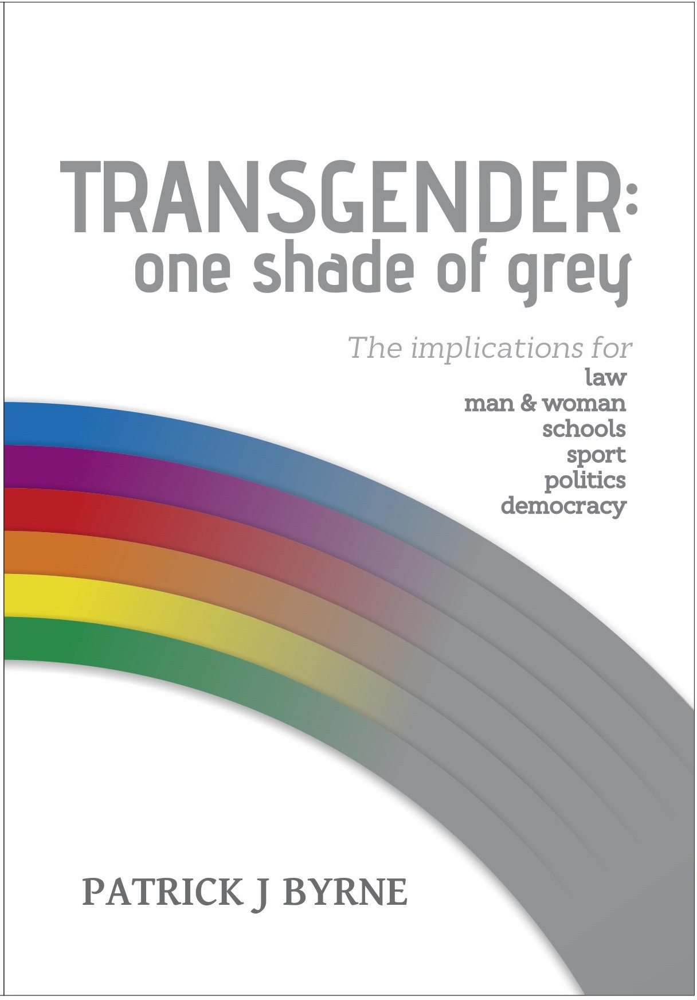 TRANSGENDER:
one shade of grey
The implications for
law
man & woman
schools
sport
politics
democracy
PATRICK J BYRNE